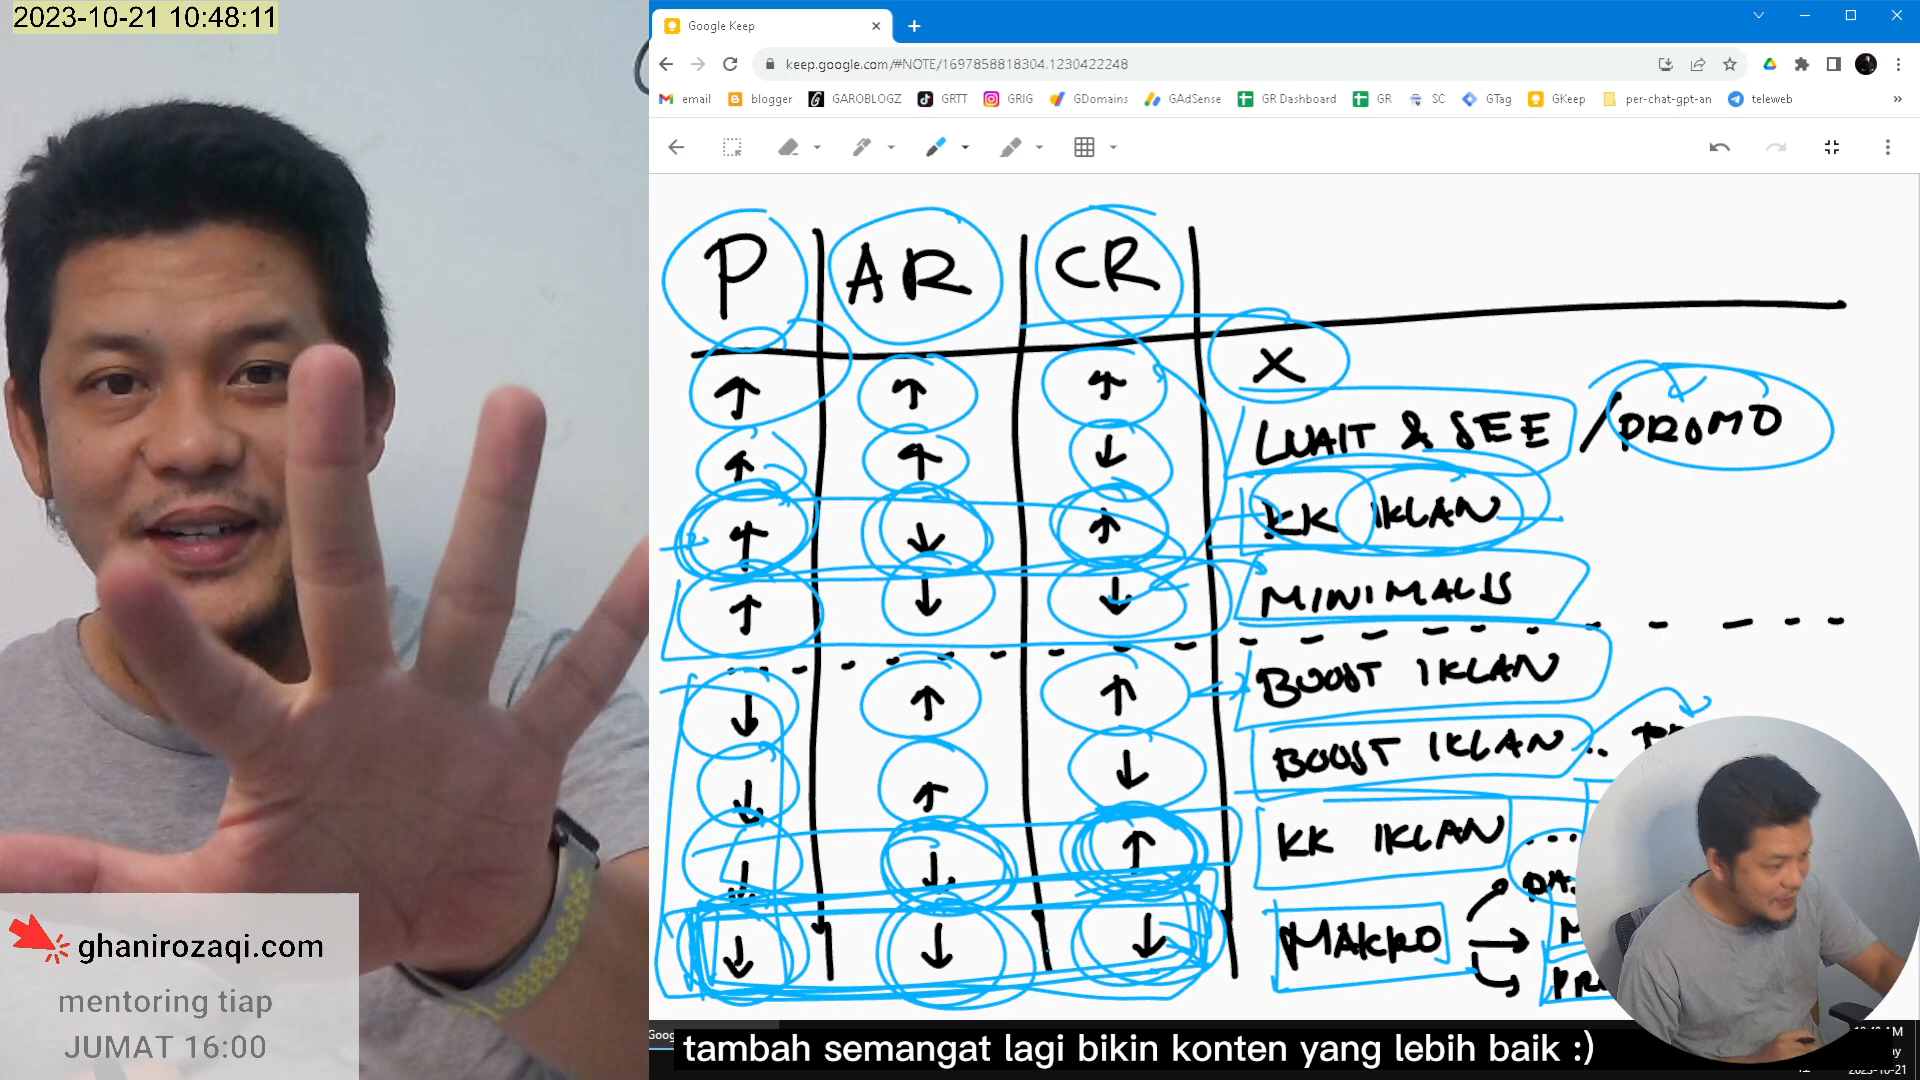 2023-10-21 10:48:11
Google Keep
keep.google.com/#NOTE/1697858818304.1230422248
email blogger GAROBLOGZ GRTT GRIG GDomains GAdSense GR Dashboard GR SC GTag GKeep per-chat-gpt-an teleweb »
P AR CR
↑ ↑ ↑ X
↑ ↑ ↓ WAIT & SEE / PROMO
↑ ↓ ↑ KK IKLAN
↑ ↓ ↓ MINIMALIS
↓ ↑ ↑ BOOST IKLAN
↓ ↑ ↓ BOOST IKLAN ..
↓ ↓ ↑ KK IKLAN
↓ ↓ ↓ MAKRO
ghanirozaqi.com
mentoring tiap
JUMAT 16:00
tambah semangat lagi bikin konten yang lebih baik :)
2023-10-21